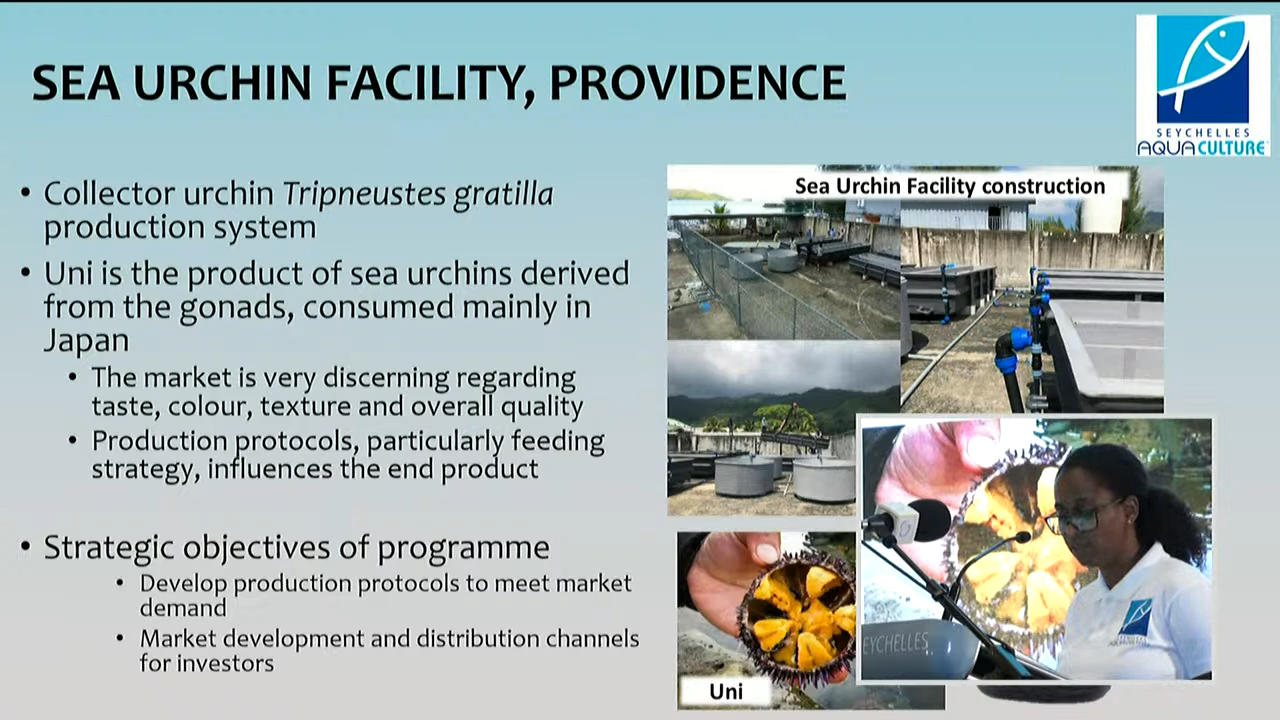 SEA URCHIN FACILITY, PROVIDENCE
SEYCHELLES
AQUACULTURE
• Collector urchin Tripneustes gratilla
production system
• Uni is the product of sea urchins derived
from the gonads, consumed mainly in
Japan
• The market is very discerning regarding
taste, colour, texture and overall quality
• Production protocols, particularly feeding
strategy, influences the end product
• Strategic objectives of programme
• Develop production protocols to meet market
demand
• Market development and distribution channels
for investors
Sea Urchin Facility construction
Uni
EYCHELLES